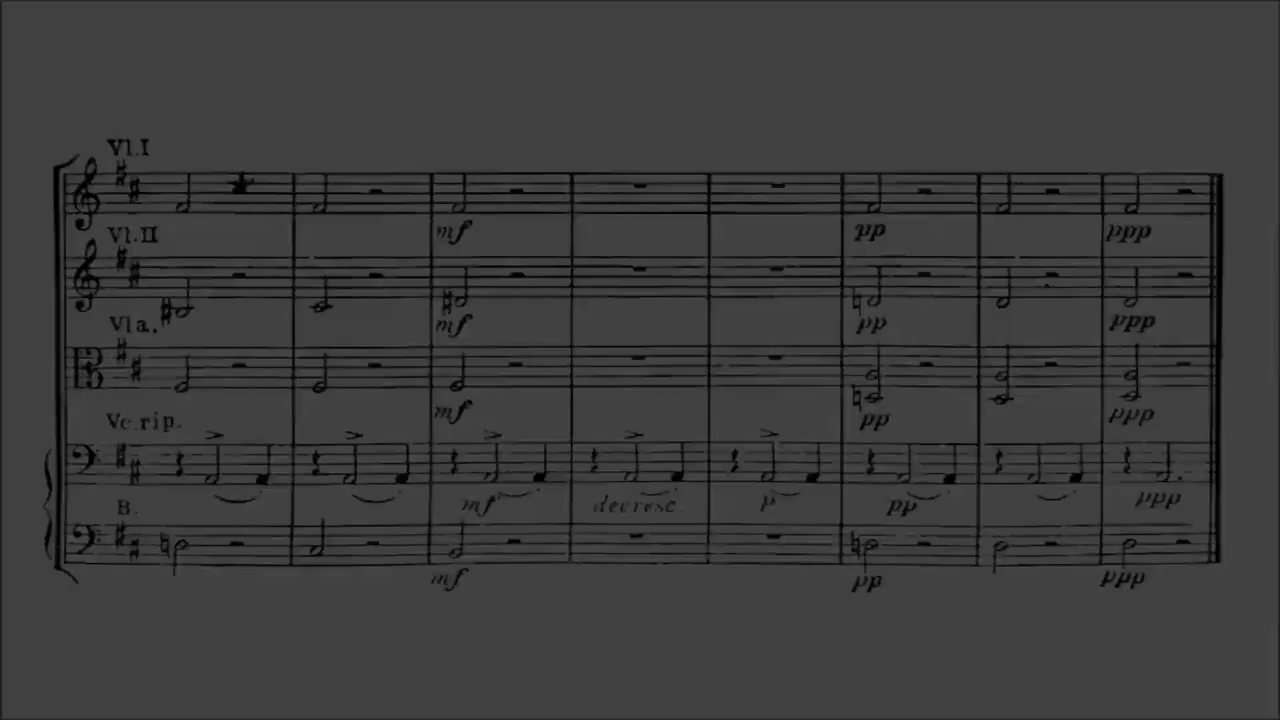 Vl.I
mf pp ppp
Vl.II
mf pp ppp
Vla.
mf pp ppp
Vc.rip.
mf decresc. p pp ppp
B.
mf pp ppp